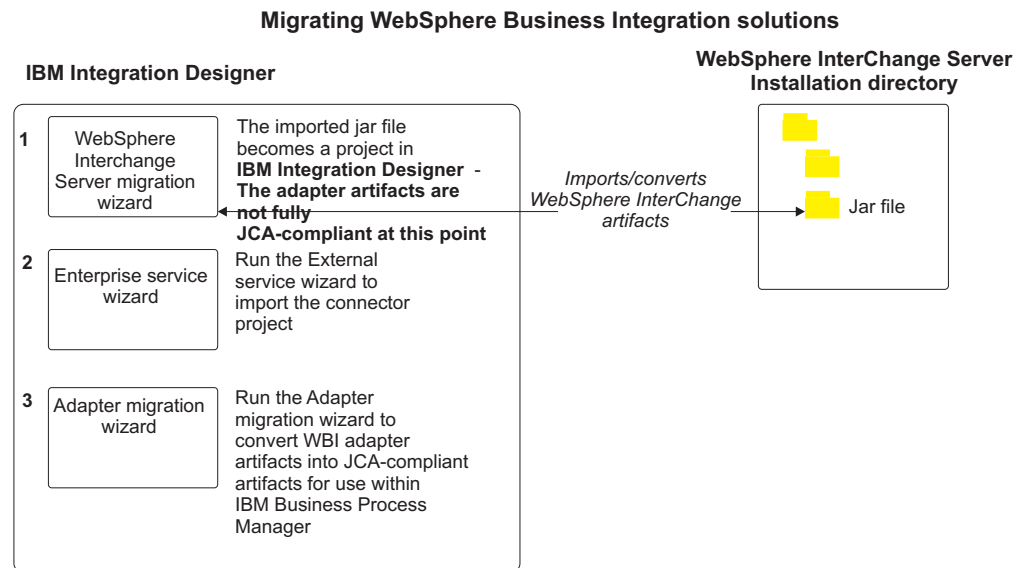 Migrating WebSphere Business Integration solutions
IBM Integration Designer
WebSphere InterChange Server
Installation directory
1
WebSphere
Interchange
Server migration
wizard
The imported jar file
becomes a project in
IBM Integration Designer -
The adapter artifacts are
not fully
JCA-compliant at this point
Imports/converts
WebSphere InterChange
artifacts
Jar file
2
Enterprise service
wizard
Run the External
service wizard to
import the connector
project
3
Adapter migration
wizard
Run the Adapter
migration wizard to
convert WBI adapter
artifacts into JCA-compliant
artifacts for use within
IBM Business Process
Manager